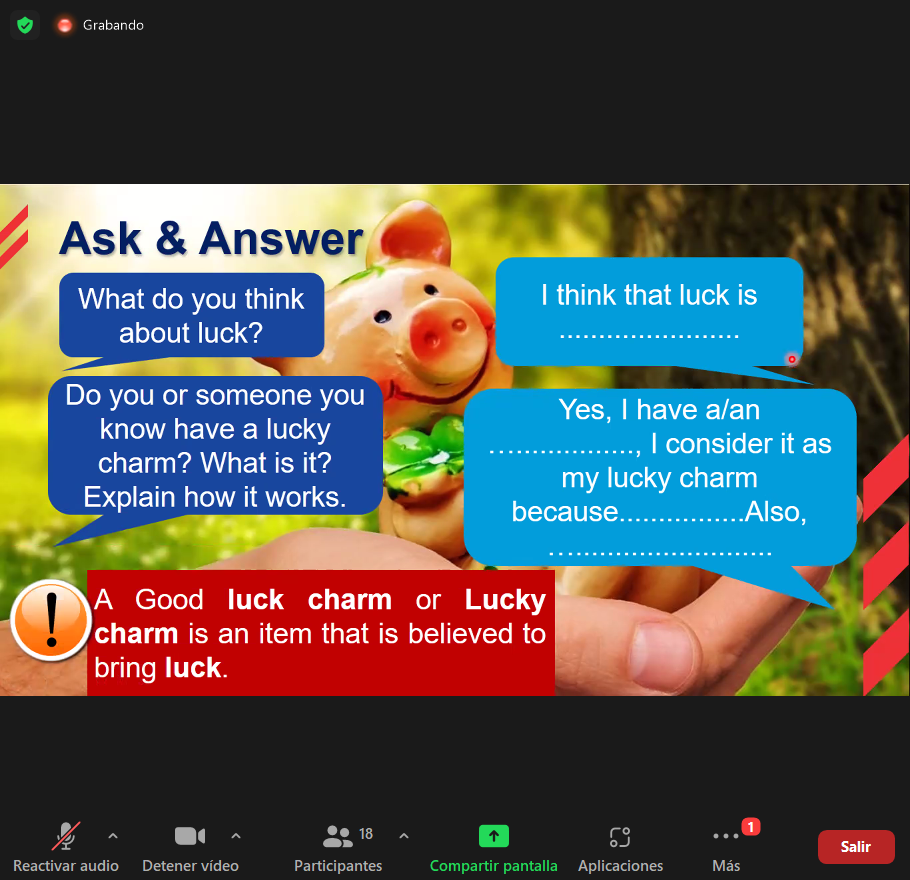 Grabando
Ask & Answer
What do you think
about luck?
Do you or someone you
know have a lucky
charm? What is it?
Explain how it works.
I think that luck is
........................
Yes, I have a/an
..................., I consider it as
my lucky charm
because................Also,
..............................
A Good luck charm or Lucky
charm is an item that is believed to
bring luck.
Reactivar audio
Detener vídeo
18
Participantes
Compartir pantalla
Aplicaciones
1
Más
Salir